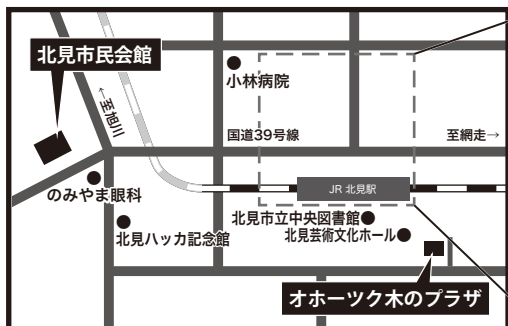 北見市民会館
小林病院
←至旭川
国道39号線
至網走→
のみやま眼科
JR 北見駅
北見市立中央図書館
北見ハッカ記念館
北見芸術文化ホール
オホーツク木のプラザ